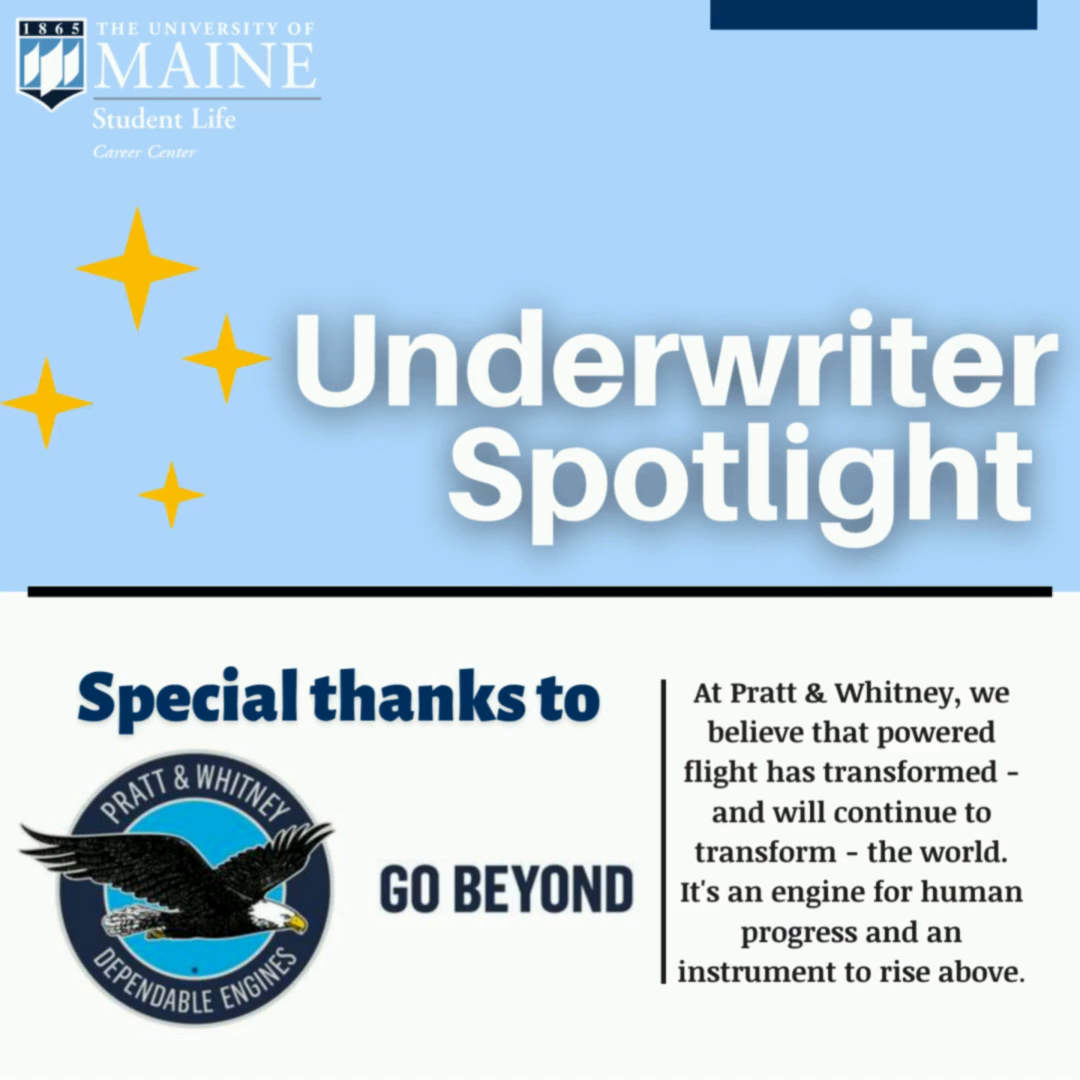 1865
THE UNIVERSITY OF
MAINE
Student Life
Career Center
Underwriter
Spotlight
Special thanks to
PRATT & WHITNEY
DEPENDABLE ENGINES
GO BEYOND
At Pratt & Whitney, we
believe that powered
flight has transformed -
and will continue to
transform - the world.
It's an engine for human
progress and an
instrument to rise above.